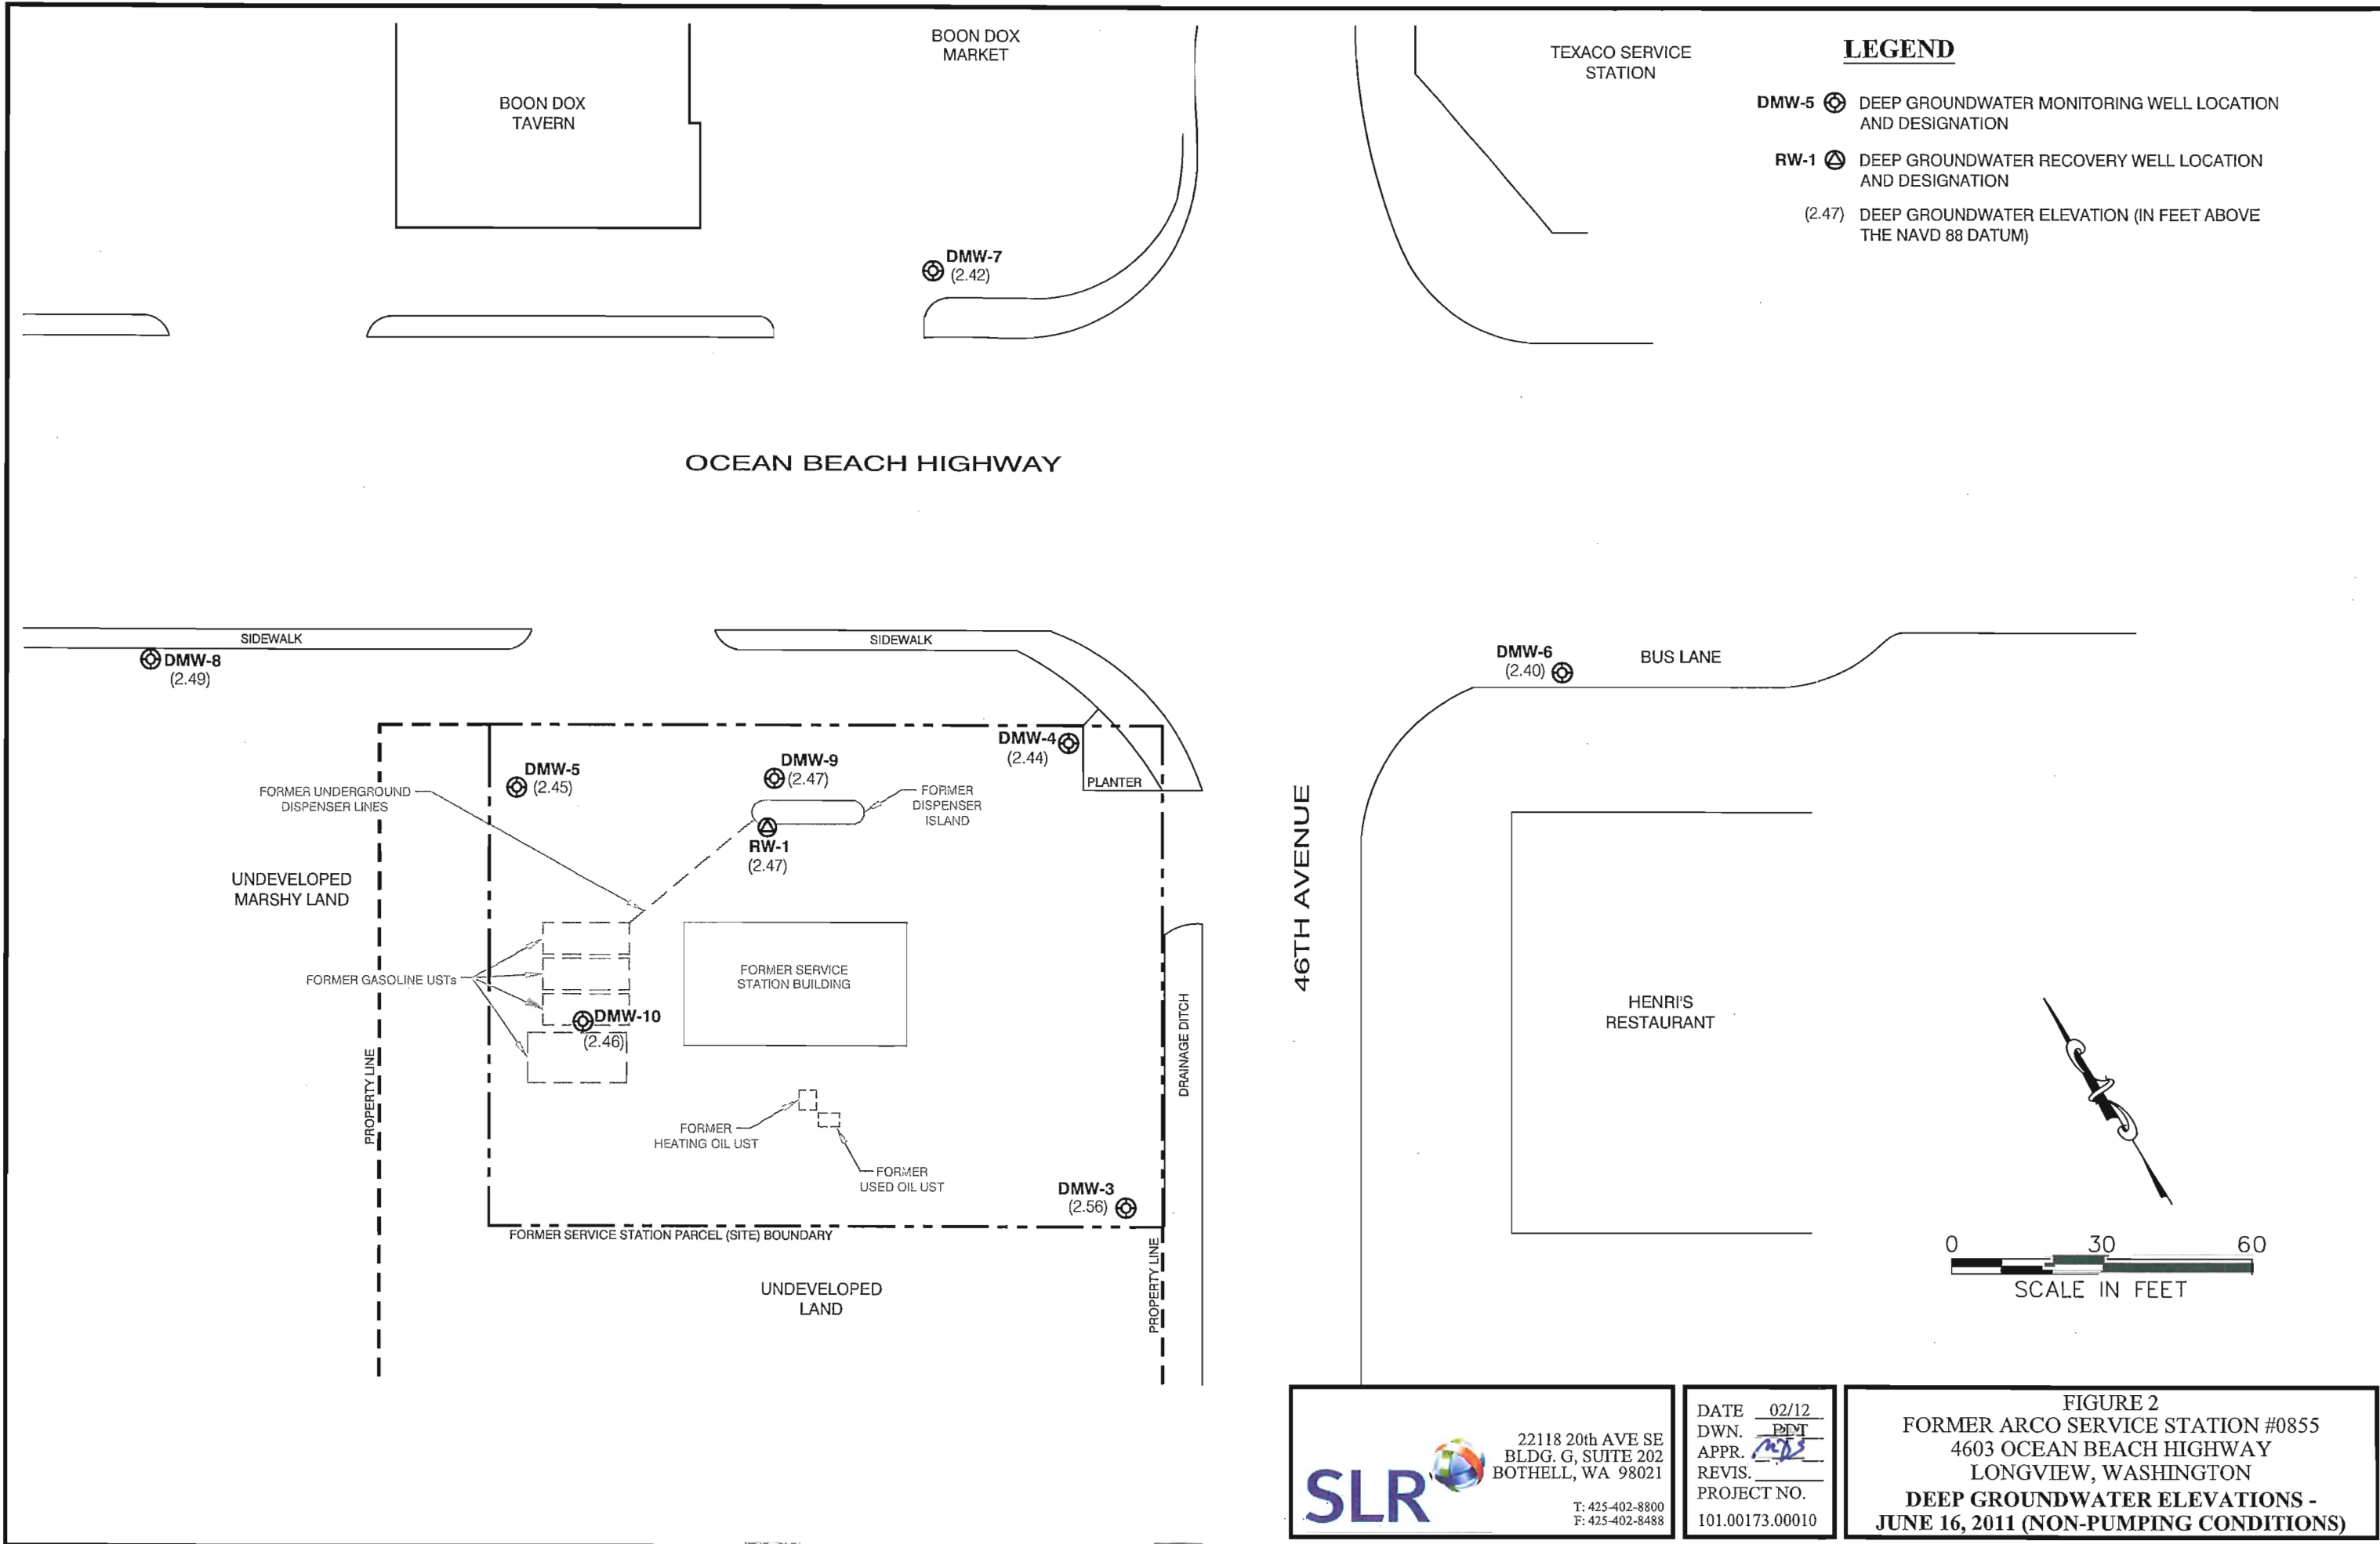 BOON DOX
MARKET
BOON DOX
TAVERN
TEXACO SERVICE
STATION
LEGEND
DMW-5 DEEP GROUNDWATER MONITORING WELL LOCATION
AND DESIGNATION
RW-1 DEEP GROUNDWATER RECOVERY WELL LOCATION
AND DESIGNATION
(2.47) DEEP GROUNDWATER ELEVATION (IN FEET ABOVE
THE NAVD 88 DATUM)
DMW-7
(2.42)
OCEAN BEACH HIGHWAY
SIDEWALK
SIDEWALK
DMW-8
(2.49)
DMW-6
(2.40)
BUS LANE
DMW-4
(2.44)
PLANTER
DMW-5
(2.45)
DMW-9
(2.47)
FORMER UNDERGROUND
DISPENSER LINES
FORMER
DISPENSER
ISLAND
RW-1
(2.47)
UNDEVELOPED
MARSHY LAND
46TH AVENUE
FORMER GASOLINE USTs
FORMER SERVICE
STATION BUILDING
DMW-10
(2.46)
DRAINAGE DITCH
HENRI'S
RESTAURANT
PROPERTY LINE
FORMER
HEATING OIL UST
FORMER
USED OIL UST
DMW-3
(2.56)
FORMER SERVICE STATION PARCEL (SITE) BOUNDARY
PROPERTY LINE
UNDEVELOPED
LAND
0 30 60
SCALE IN FEET
SLR
22118 20th AVE SE
BLDG. G, SUITE 202
BOTHELL, WA 98021
T: 425-402-8800
F: 425-402-8488
DATE 02/12
DWN. PDT
APPR. MDS
REVIS.
PROJECT NO.
101.00173.00010
FIGURE 2
FORMER ARCO SERVICE STATION #0855
4603 OCEAN BEACH HIGHWAY
LONGVIEW, WASHINGTON
DEEP GROUNDWATER ELEVATIONS -
JUNE 16, 2011 (NON-PUMPING CONDITIONS)